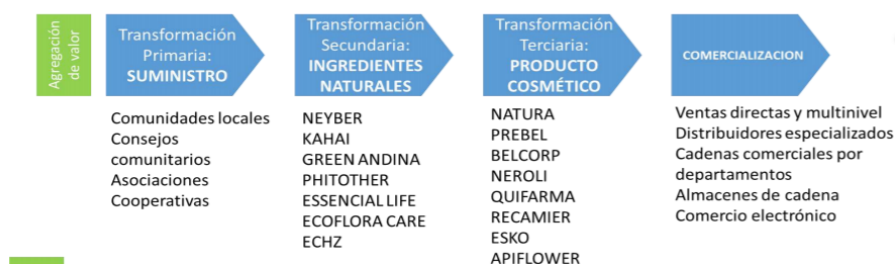 Agregación
de valor
Transformación
Primaria:
SUMINISTRO
Transformación
Secundaria:
INGREDIENTES
NATURALES
Transformación
Terciaria:
PRODUCTO
COSMÉTICO
COMERCIALIZACION
Comunidades locales
Consejos
comunitarios
Asociaciones
Cooperativas
NEYBER
KAHAI
GREEN ANDINA
PHITOTHER
ESSENCIAL LIFE
ECOFLORA CARE
ECHZ
NATURA
PREBEL
BELCORP
NEROLI
QUIFARMA
RECAMIER
ESKO
APIFLOWER
Ventas directas y multinivel
Distribuidores especializados
Cadenas comerciales por
departamentos
Almacenes de cadena
Comercio electrónico